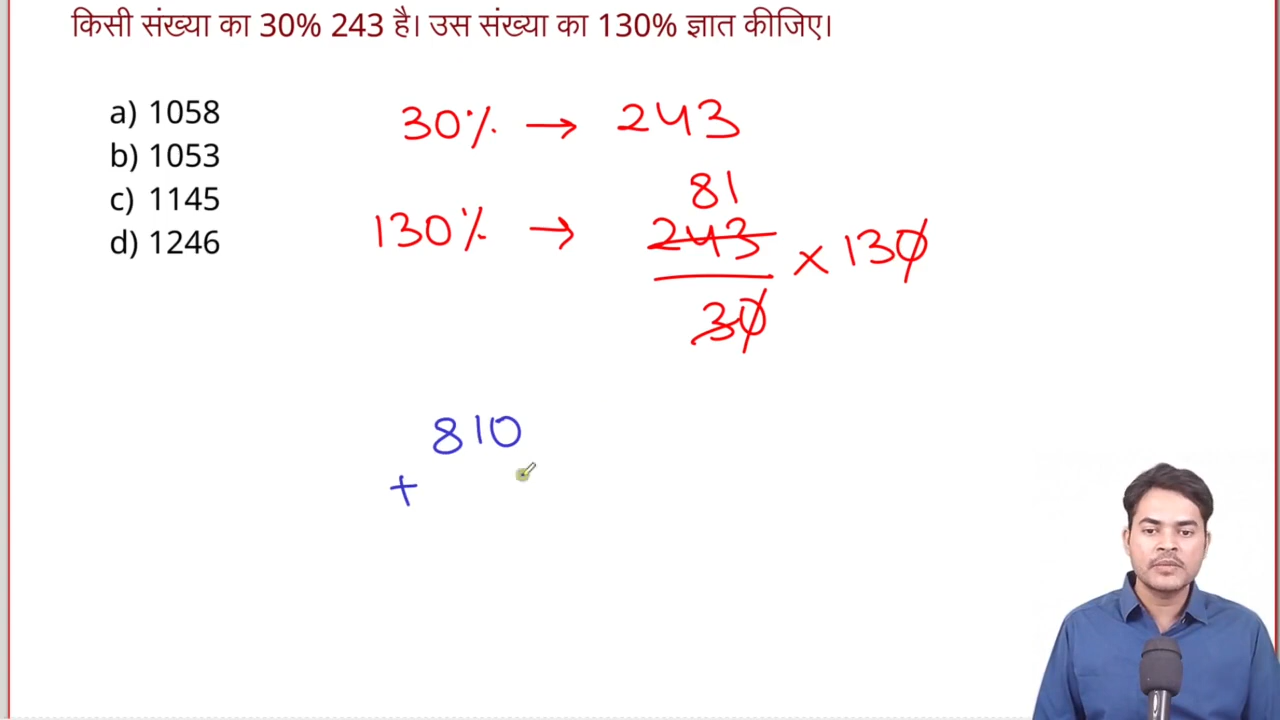 किसी संख्या का 30% 243 है। उस संख्या का 130% ज्ञात कीजिए।
a) 1058
b) 1053
c) 1145
d) 1246
30% → 243
81
130% → 243 × 130
30
810
+